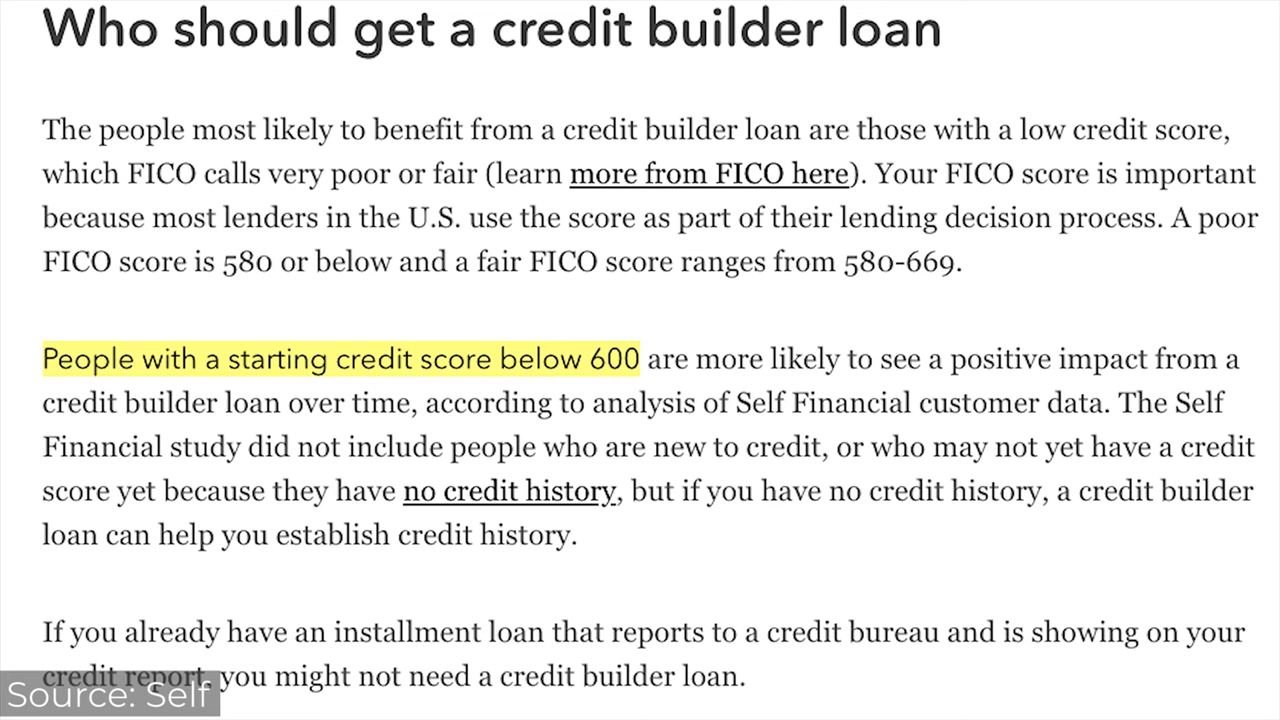 Who should get a credit builder loan
The people most likely to benefit from a credit builder loan are those with a low credit score,
which FICO calls very poor or fair (learn more from FICO here). Your FICO score is important
because most lenders in the U.S. use the score as part of their lending decision process. A poor
FICO score is 580 or below and a fair FICO score ranges from 580-669.
People with a starting credit score below 600 are more likely to see a positive impact from a
credit builder loan over time, according to analysis of Self Financial customer data. The Self
Financial study did not include people who are new to credit, or who may not yet have a credit
score yet because they have no credit history, but if you have no credit history, a credit builder
loan can help you establish credit history.
If you already have an installment loan that reports to a credit bureau and is showing on your
credit report, you might not need a credit builder loan.
Source: Self